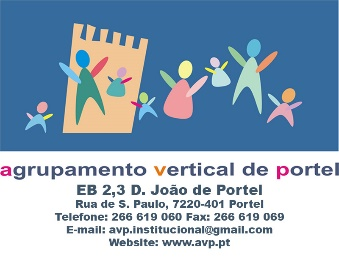 agrupamento vertical de portel
EB 2,3 D. João de Portel
Rua de S. Paulo, 7220-401 Portel
Telefone: 266 619 060 Fax: 266 619 069
E-mail: avp.institucional@gmail.com
Website: www.avp.pt